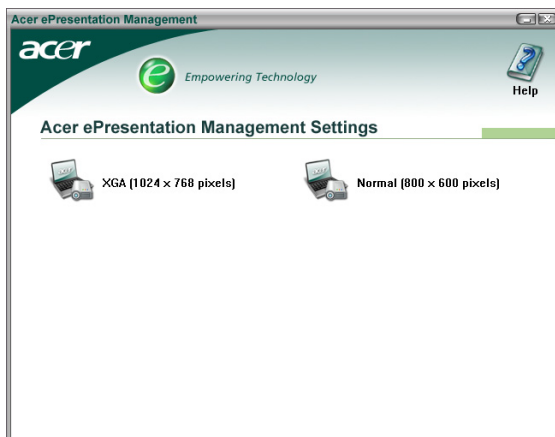 Acer ePresentation Management
acer
e Empowering Technology
Help
Acer ePresentation Management Settings
XGA (1024 x 768 pixels)
Normal (800 x 600 pixels)